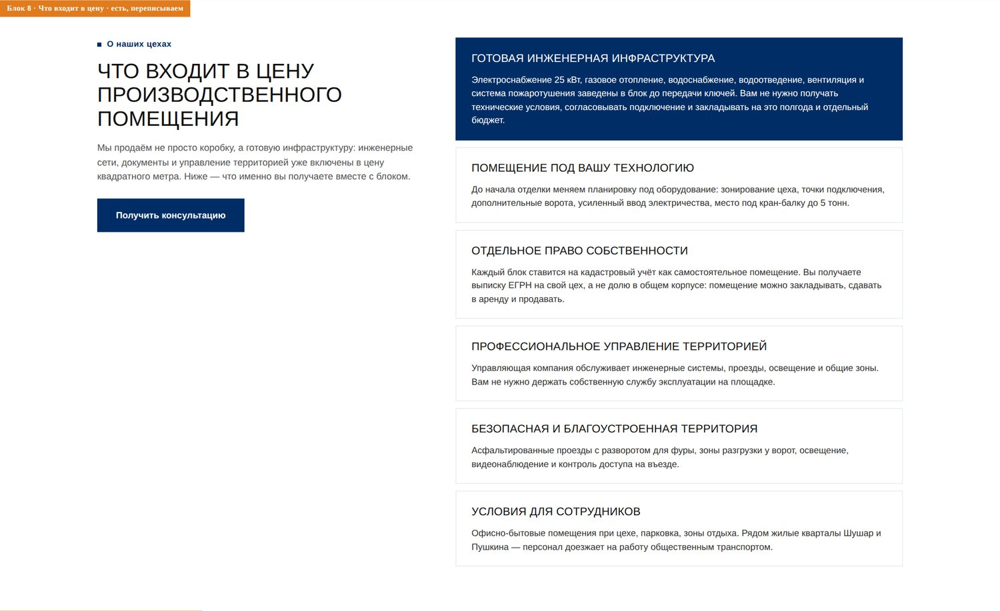 Блок 8 · Что входит в цену · есть, переписываем
О наших цехах
ЧТО ВХОДИТ В ЦЕНУ
ПРОИЗВОДСТВЕННОГО
ПОМЕЩЕНИЯ
Мы продаём не просто коробку, а готовую инфраструктуру: инженерные
сети, документы и управление территорией уже включены в цену
квадратного метра. Ниже — что именно вы получаете вместе с блоком.
Получить консультацию
ГОТОВАЯ ИНЖЕНЕРНАЯ ИНФРАСТРУКТУРА
Электроснабжение 25 кВт, газовое отопление, водоснабжение, водоотведение, вентиляция и
система пожаротушения заведены в блок до передачи ключей. Вам не нужно получать
технические условия, согласовывать подключение и закладывать на это полгода и отдельный
бюджет.
ПОМЕЩЕНИЕ ПОД ВАШУ ТЕХНОЛОГИЮ
До начала отделки меняем планировку под оборудование: зонирование цеха, точки подключения,
дополнительные ворота, усиленный ввод электричества, место под кран-балку до 5 тонн.
ОТДЕЛЬНОЕ ПРАВО СОБСТВЕННОСТИ
Каждый блок ставится на кадастровый учёт как самостоятельное помещение. Вы получаете
выписку ЕГРН на свой цех, а не долю в общем корпусе: помещение можно закладывать, сдавать
в аренду и продавать.
ПРОФЕССИОНАЛЬНОЕ УПРАВЛЕНИЕ ТЕРРИТОРИЕЙ
Управляющая компания обслуживает инженерные системы, проезды, освещение и общие зоны.
Вам не нужно держать собственную службу эксплуатации на площадке.
БЕЗОПАСНАЯ И БЛАГОУСТРОЕННАЯ ТЕРРИТОРИЯ
Асфальтированные проезды с разворотом для фуры, зоны разгрузки у ворот, освещение,
видеонаблюдение и контроль доступа на въезде.
УСЛОВИЯ ДЛЯ СОТРУДНИКОВ
Офисно-бытовые помещения при цехе, парковка, зоны отдыха. Рядом жилые кварталы Шушар и
Пушкина — персонал доезжает на работу общественным транспортом.